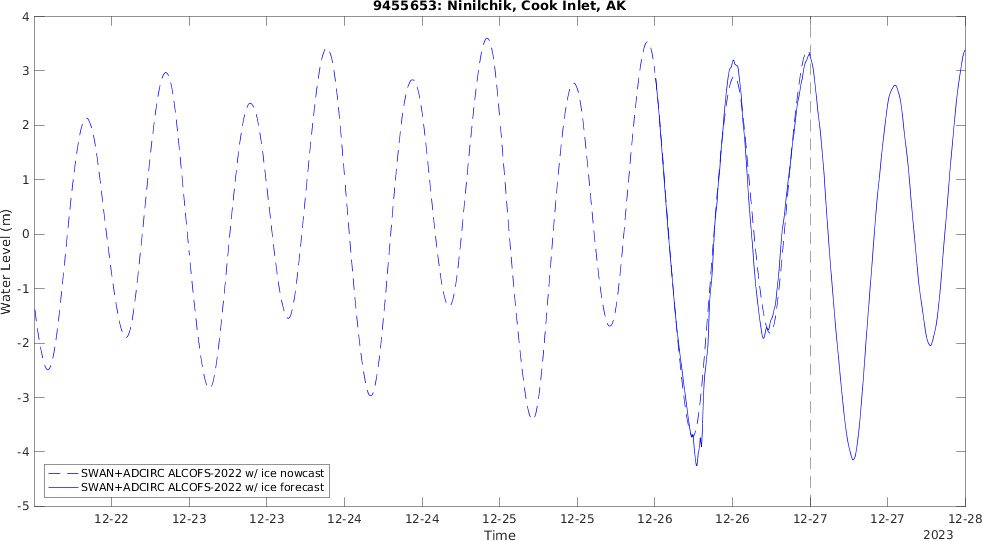 9455653: Ninilchik, Cook Inlet, AK
4
3
2
1
0
-1
-2
-3
-4
-5
Water Level (m)
SWAN+ADCIRC ALCOFS-2022 w/ ice nowcast
SWAN+ADCIRC ALCOFS-2022 w/ ice forecast
12-22 12-23 12-23 12-24 12-24 12-25 12-25 12-26 12-26 12-27 12-27 12-28
Time
2023